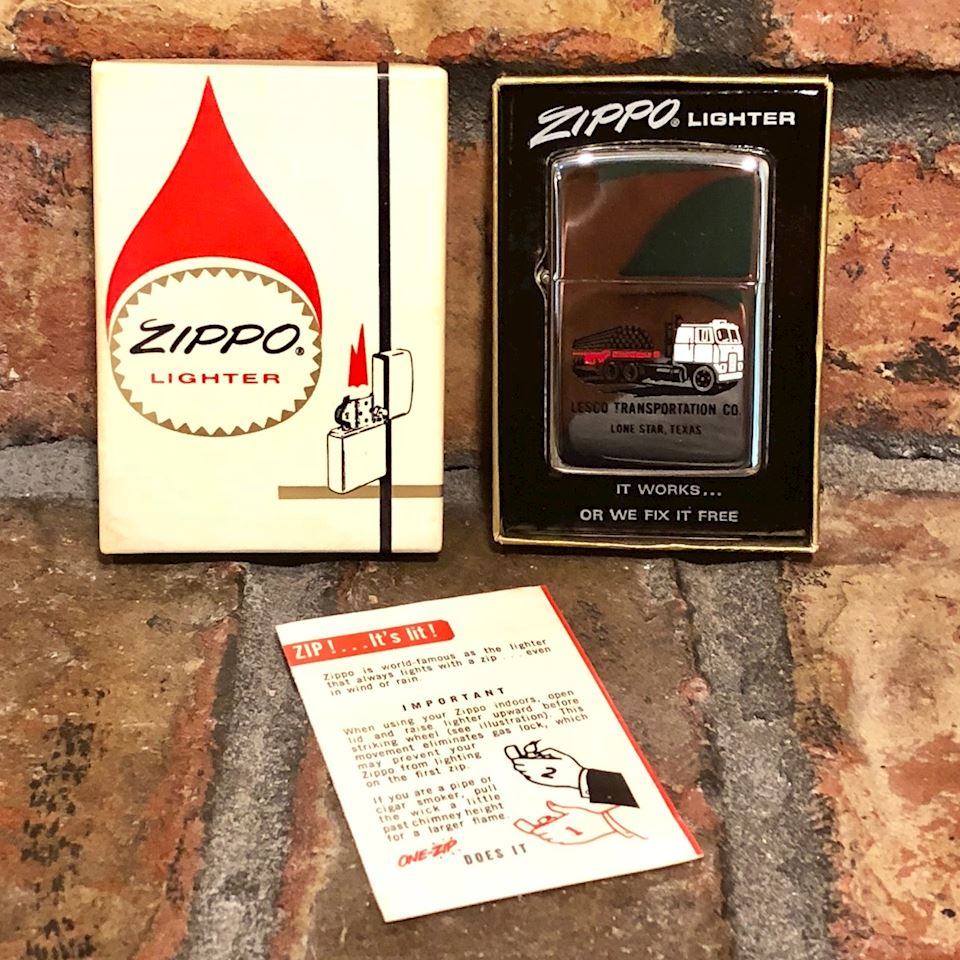 ZIPPO®
LIGHTER
ZIPPO® LIGHTER
LESCO TRANSPORTATION CO.
LONE STAR, TEXAS
IT WORKS...
OR WE FIX IT FREE
ZIP!...It's lit!
Zippo is world-famous as the lighter
that always lights with a zip ... even
in wind or rain.
IMPORTANT
When using your Zippo indoors, open
lid and raise lighter upward before
striking wheel (see illustration). This
movement eliminates gas lock, which
may prevent your
Zippo from lighting
on the first zip.
If you are a pipe or
cigar smoker, pull
the wick a little
past chimney height
for a larger flame.
2
1
ONE-ZIP
DOES IT